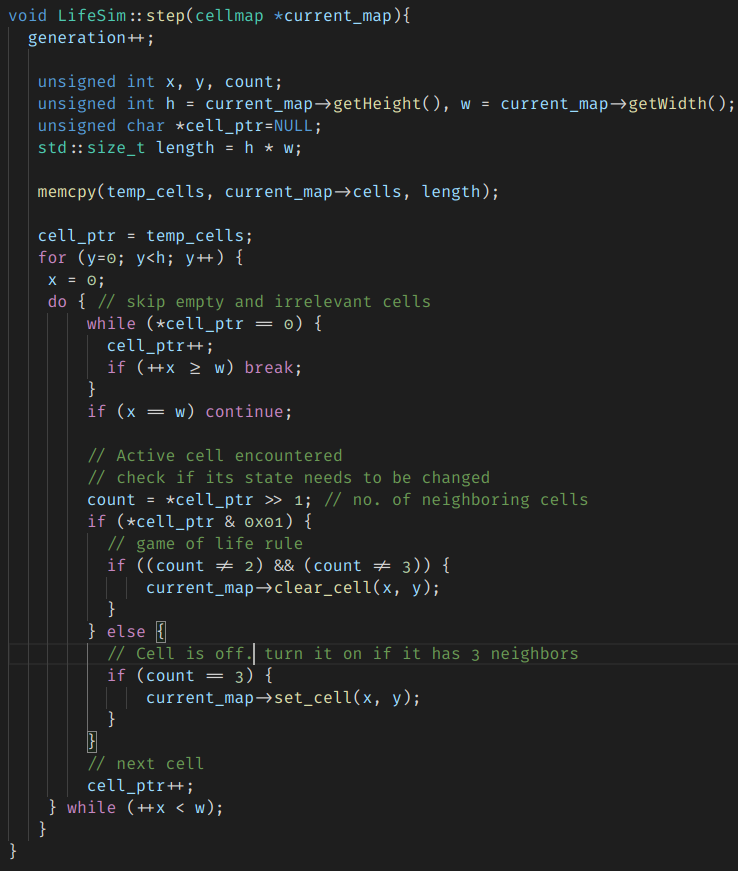 void LifeSim::step(cellmap *current_map){
  generation++;

   unsigned int x, y, count;
   unsigned int h = current_map->getHeight(), w = current_map->getWidth();
   unsigned char *cell_ptr=NULL;
   std::size_t length = h * w;

   memcpy(temp_cells, current_map->cells, length);

   cell_ptr = temp_cells;
   for (y=0; y<h; y++) {
    x = 0;
    do { // skip empty and irrelevant cells
        while (*cell_ptr == 0) {
          cell_ptr++;
          if (++x >= w) break;
        }
        if (x == w) continue;

        // Active cell encountered
        // check if its state needs to be changed
        count = *cell_ptr >> 1; // no. of neighboring cells
        if (*cell_ptr & 0x01) {
          // game of life rule
          if ((count != 2) && (count != 3)) {
              current_map->clear_cell(x, y);
          }
        } else {
          // Cell is off. turn it on if it has 3 neighbors
          if (count == 3) {
              current_map->set_cell(x, y);
          }
        }
        // next cell
        cell_ptr++;
    } while (++x < w);
   }
}